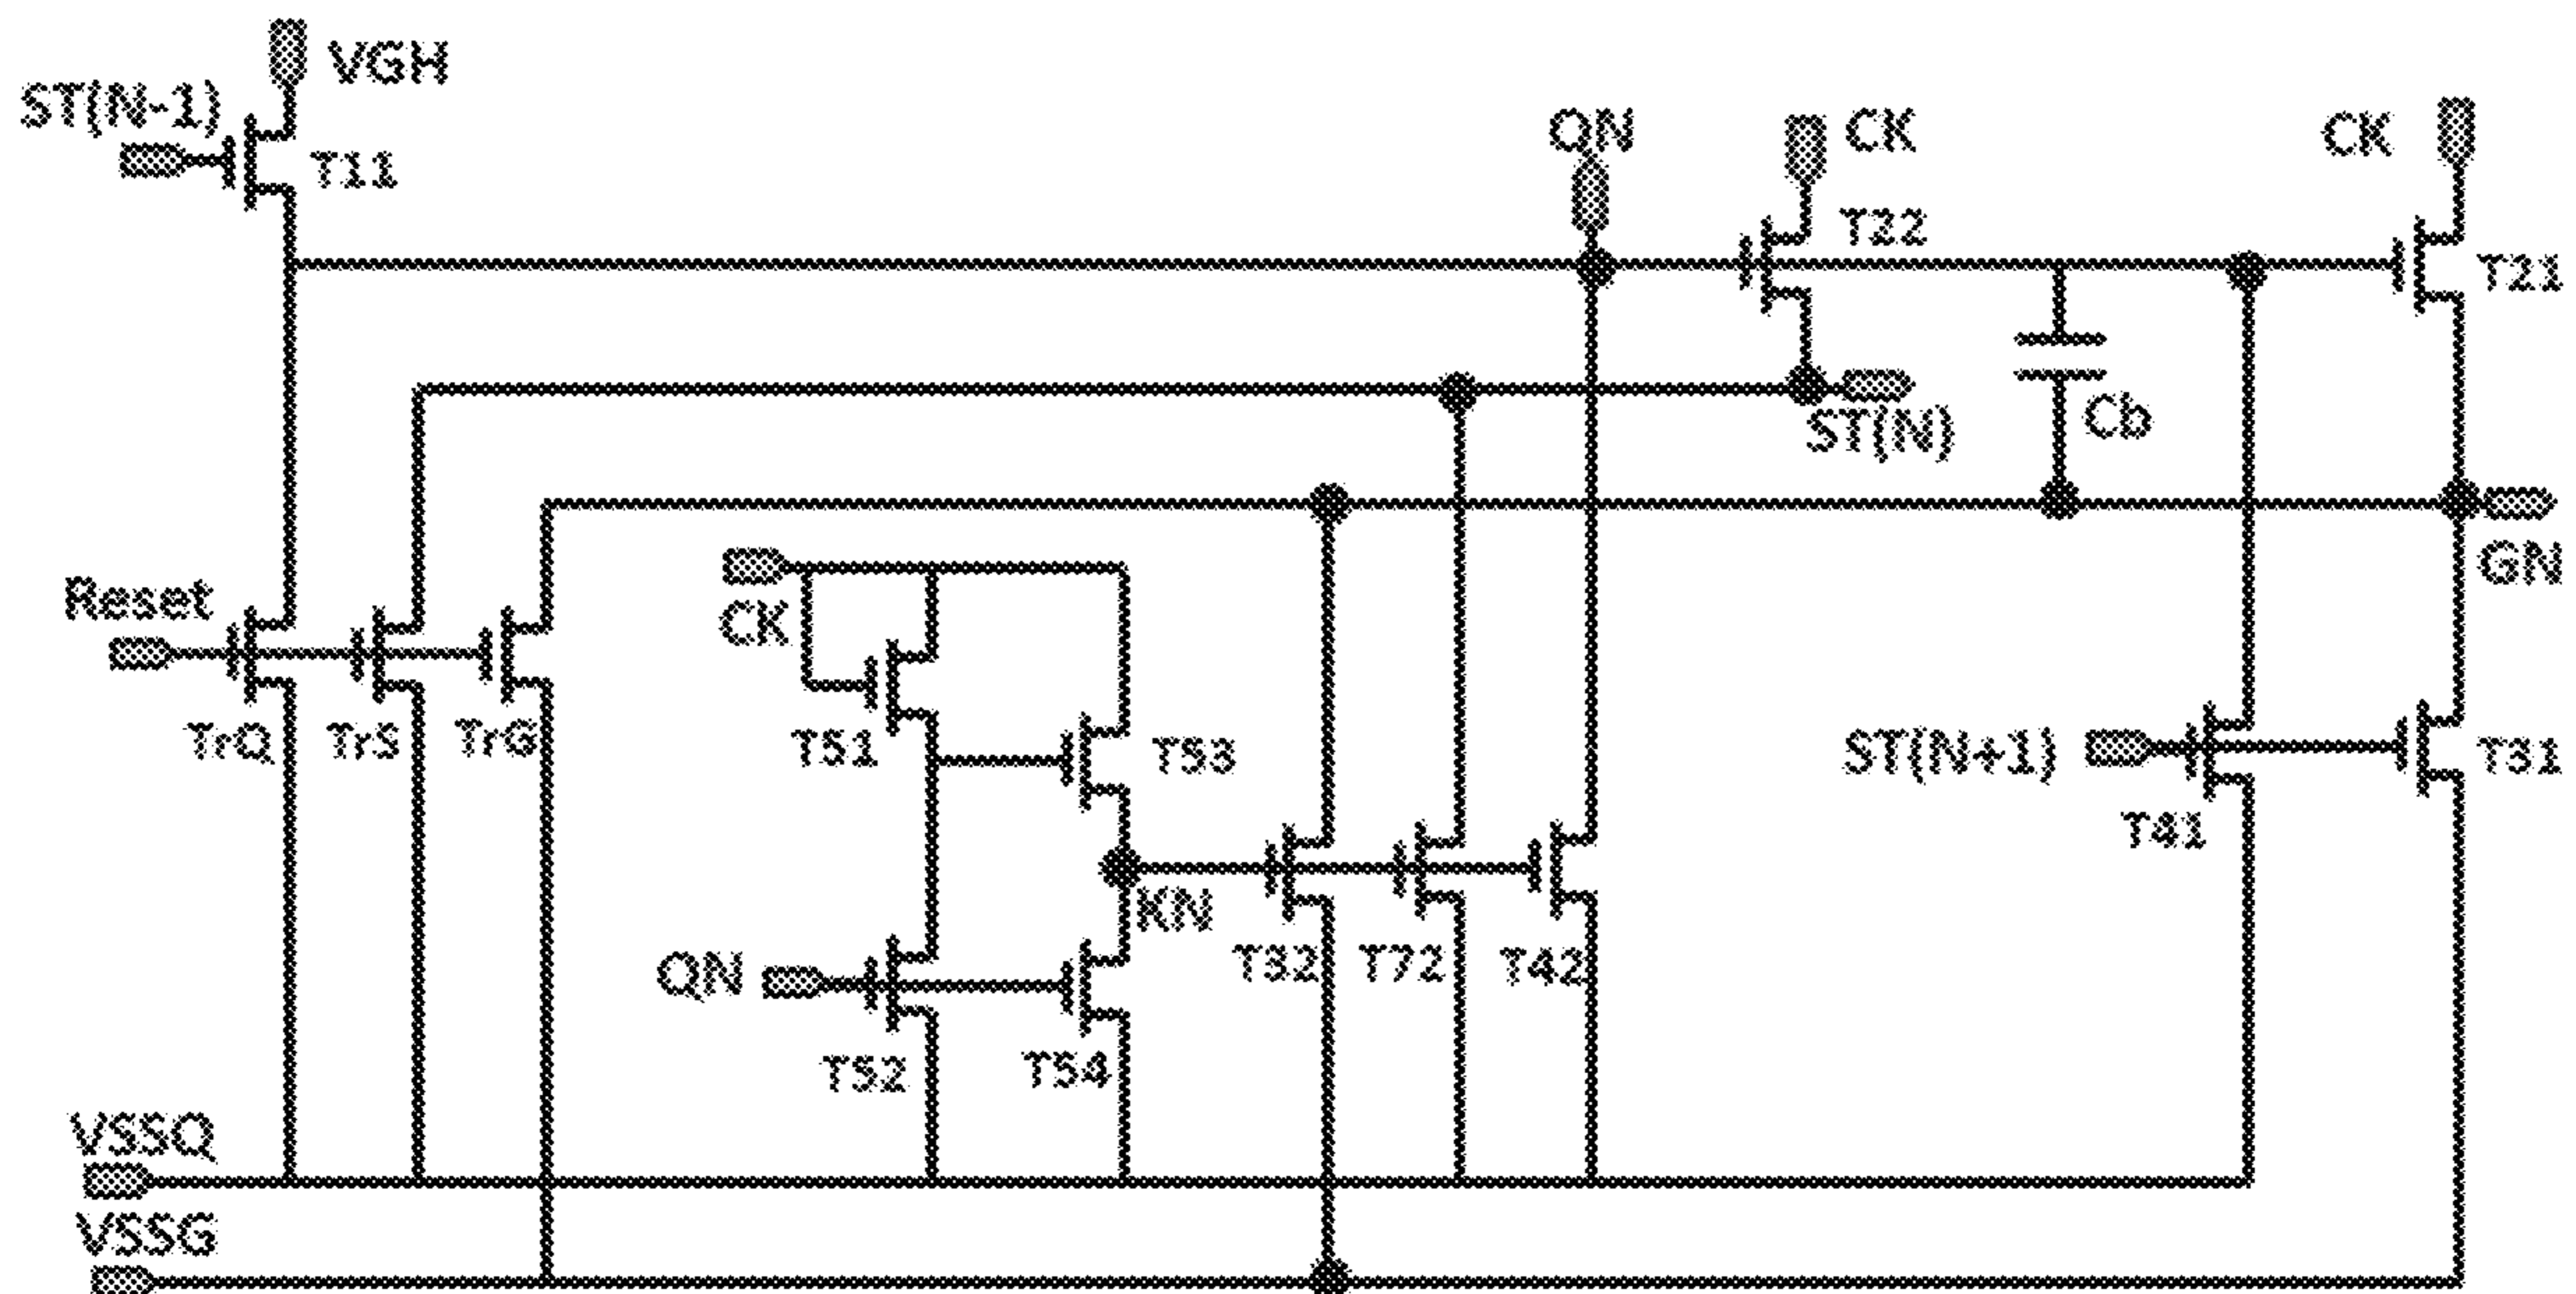 VGH
ST(N-1)
T11
QN
CK
T22
CK
T21
ST(N)
Cb
GN
Reset
TrQ
TrS
TrG
CK
T51
T53
KN
QN
T52
T54
T32
T72
T42
ST(N+1)
T41
T31
VSSQ
VSSG